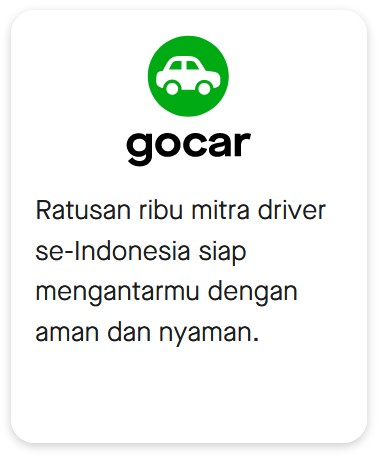 gocar
Ratusan ribu mitra driver
se-Indonesia siap
mengantarmu dengan
aman dan nyaman.